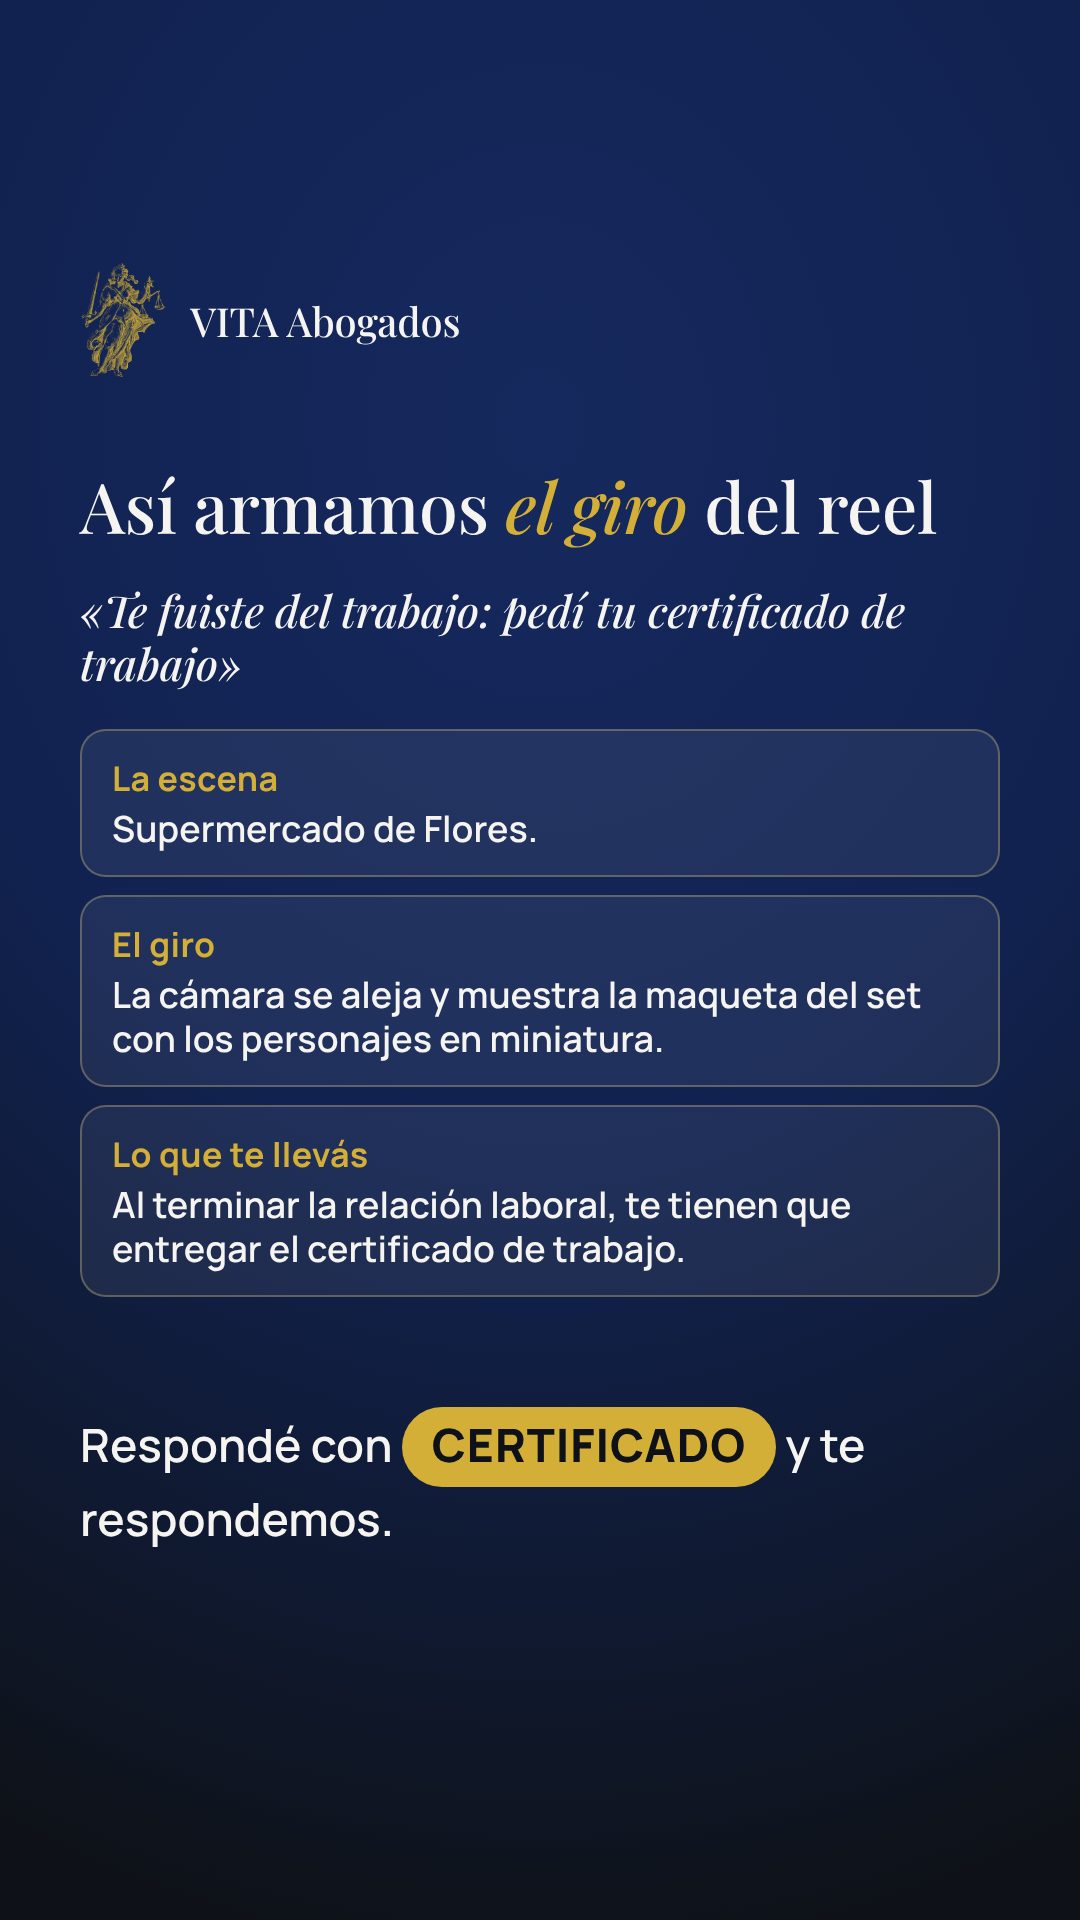 VITA Abogados
Así armamos el giro del reel
«Te fuiste del trabajo: pedí tu certificado de
trabajo»
La escena
Supermercado de Flores.
El giro
La cámara se aleja y muestra la maqueta del set
con los personajes en miniatura.
Lo que te llevás
Al terminar la relación laboral, te tienen que
entregar el certificado de trabajo.
Respondé con CERTIFICADO y te
respondemos.